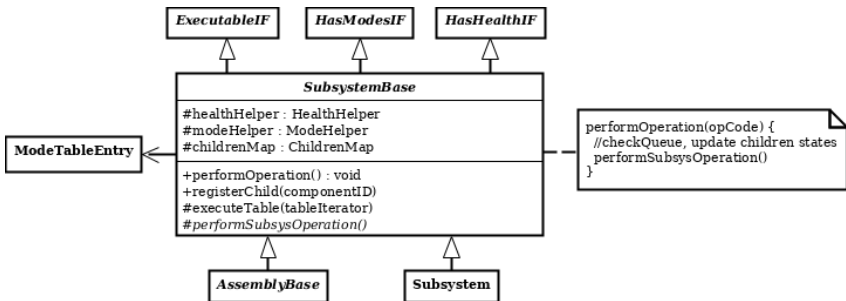 ExecutableIF
HasModesIF
HasHealthIF
SubsystemBase
#healthHelper : HealthHelper
#modeHelper : ModeHelper
#childrenMap : ChildrenMap
+performOperation() : void
+registerChild(componentID)
#executeTable(tableIterator)
#performSubsysOperation()
ModeTableEntry
performOperation(opCode) {
//checkQueue, update children states
performSubsysOperation()
}
AssemblyBase
Subsystem